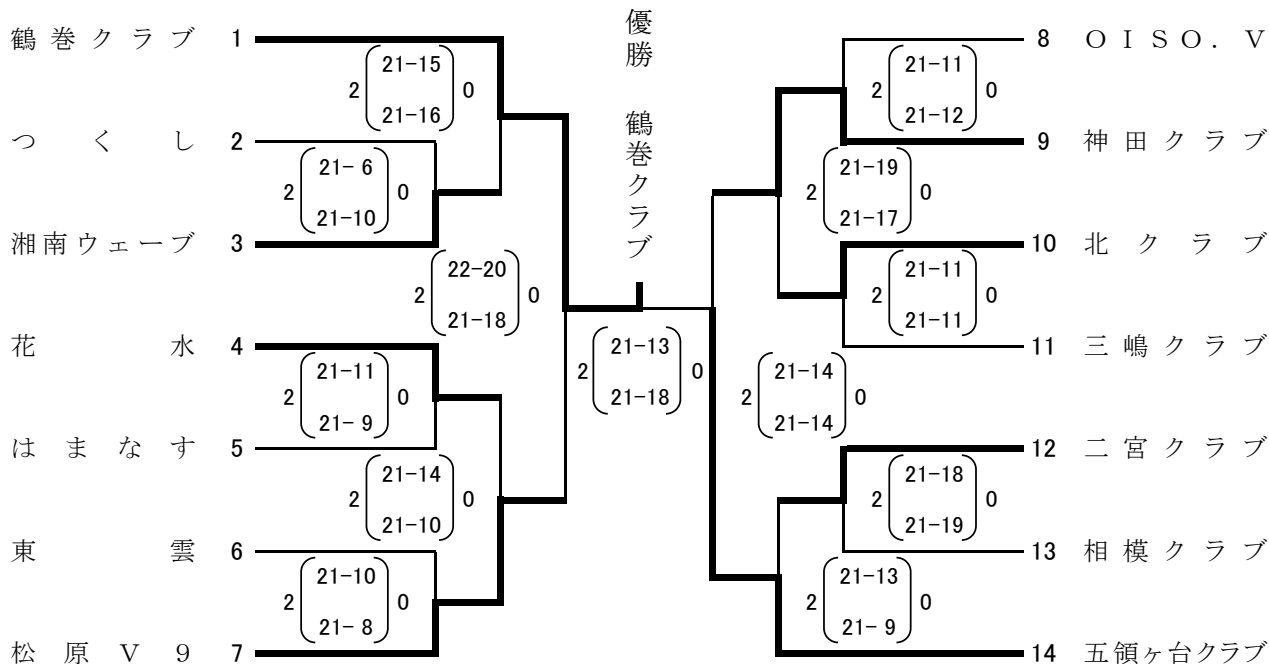 優勝 鶴巻クラブ
鶴巻クラブ 1
21-15
2 0
21-16
つくし 2
21- 6
2 0
21-10
湘南ウェーブ 3
22-20
2 0
21-18
花水 4
21-11
2 0
21- 9
はまなす 5
21-14
2 0
21-10
東雲 6
21-10
2 0
21- 8
松原V9 7
21-13
2 0
21-18
8 OISO.V
21-11
2 0
21-12
9 神田クラブ
21-19
2 0
21-17
10 北クラブ
21-11
2 0
21-11
11 三嶋クラブ
21-14
2 0
21-14
12 二宮クラブ
21-18
2 0
21-19
13 相模クラブ
21-13
2 0
21- 9
14 五領ヶ台クラブ